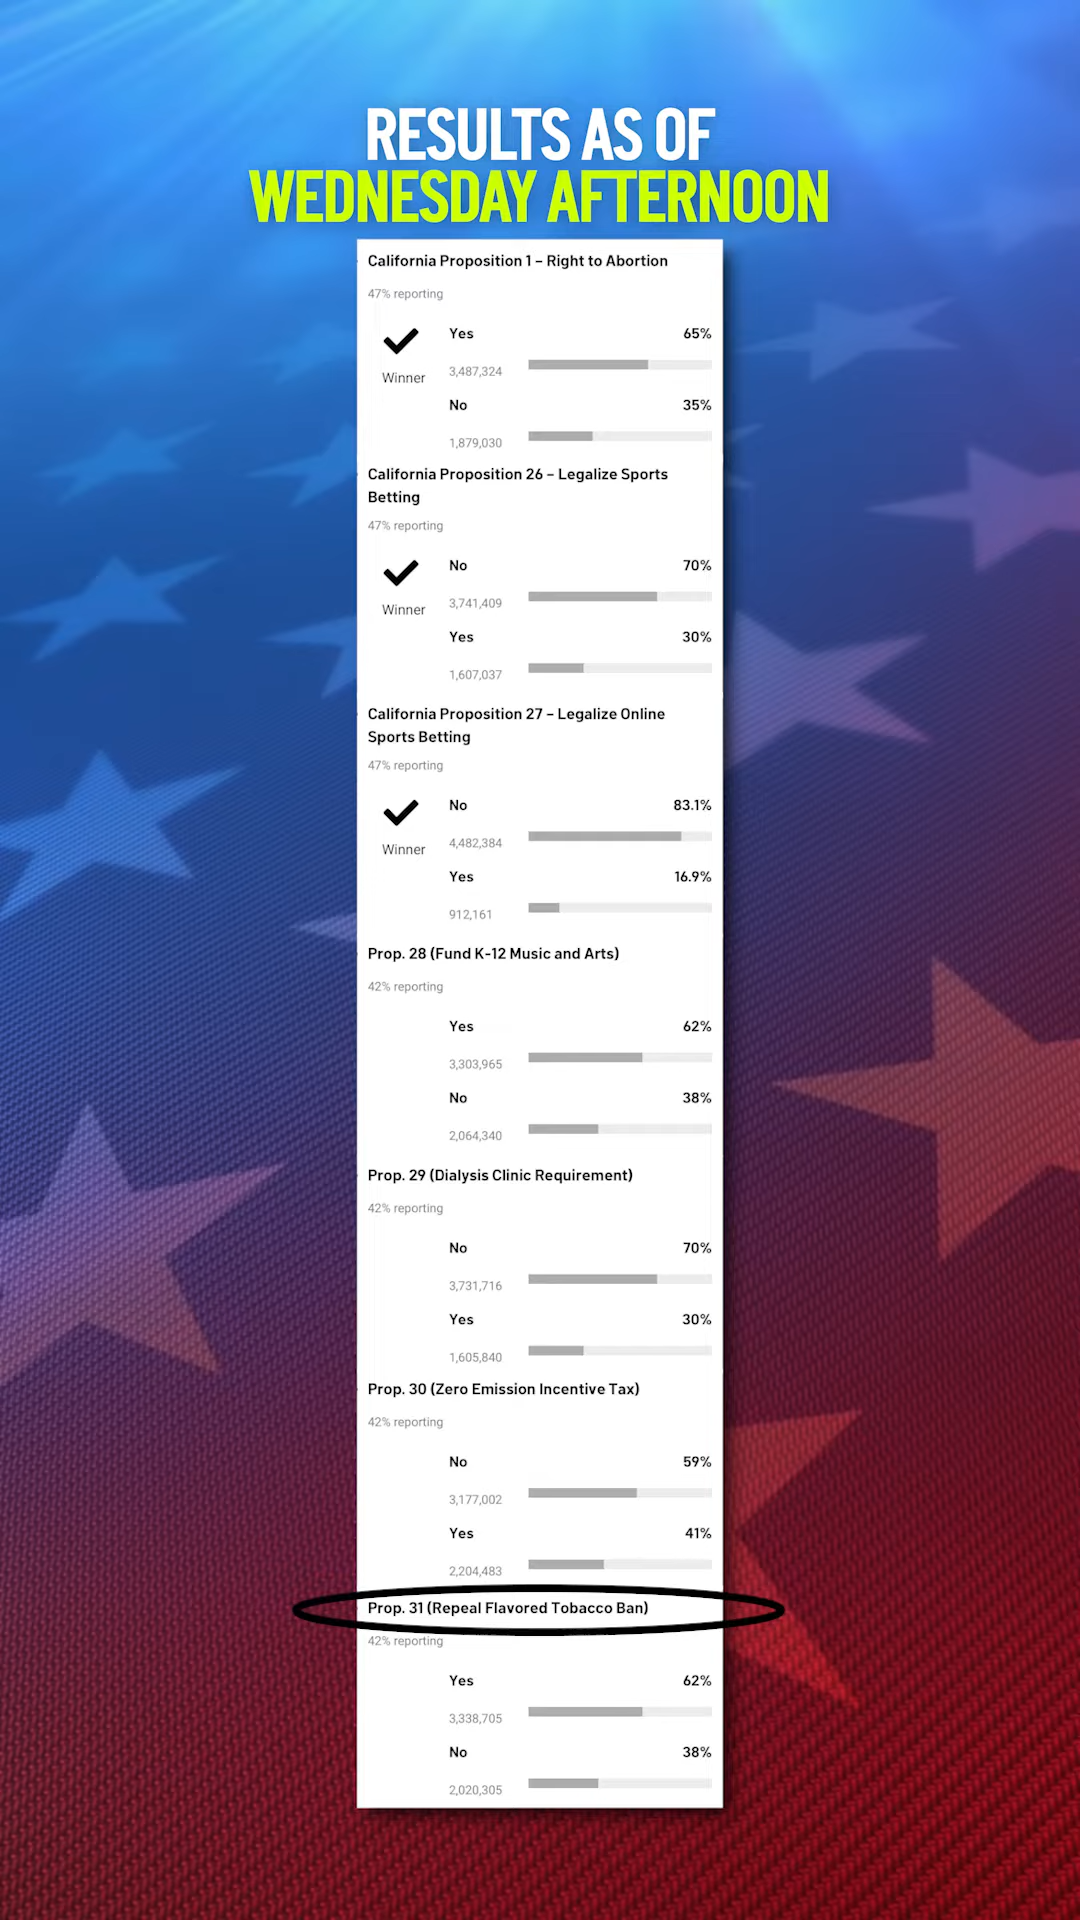 RESULTS AS OF
WEDNESDAY AFTERNOON
California Proposition 1 – Right to Abortion
47% reporting
Yes 65%
Winner 3,487,324
No 35%
1,879,030
California Proposition 26 – Legalize Sports
Betting
47% reporting
No 70%
Winner 3,741,409
Yes 30%
1,607,037
California Proposition 27 – Legalize Online
Sports Betting
47% reporting
No 83.1%
Winner 4,482,384
Yes 16.9%
912,161
Prop. 28 (Fund K-12 Music and Arts)
42% reporting
Yes 62%
3,303,965
No 38%
2,064,340
Prop. 29 (Dialysis Clinic Requirement)
42% reporting
No 70%
3,731,716
Yes 30%
1,605,840
Prop. 30 (Zero Emission Incentive Tax)
42% reporting
No 59%
3,177,002
Yes 41%
2,204,483
Prop. 31 (Repeal Flavored Tobacco Ban)
42% reporting
Yes 62%
3,338,705
No 38%
2,020,305